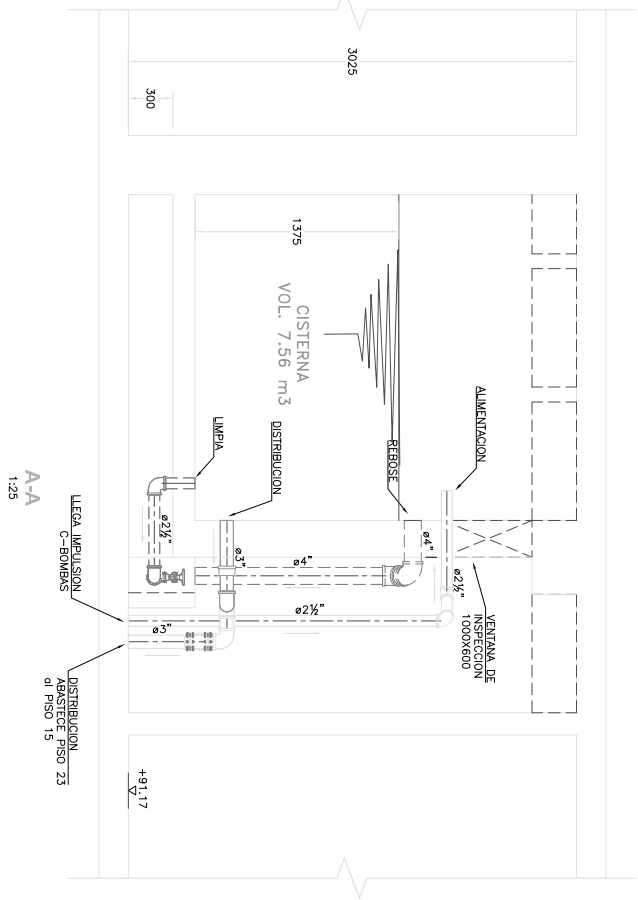 3025
300
1375
CISTERNA
VOL. 7.56 m3
ALIMENTACION
REBOSE
DISTRIBUCION
LIMPIA
ø4"
ø2½"
VENTANA DE
INSPECCION
1000X600
ø3"
ø4"
ø2½"
ø2½"
ø3"
LLEGA IMPULSION
C-BOMBAS
DISTRIBUCION
ABASTECE PISO 23
al PISO 15
+91.17
A-A
1:25